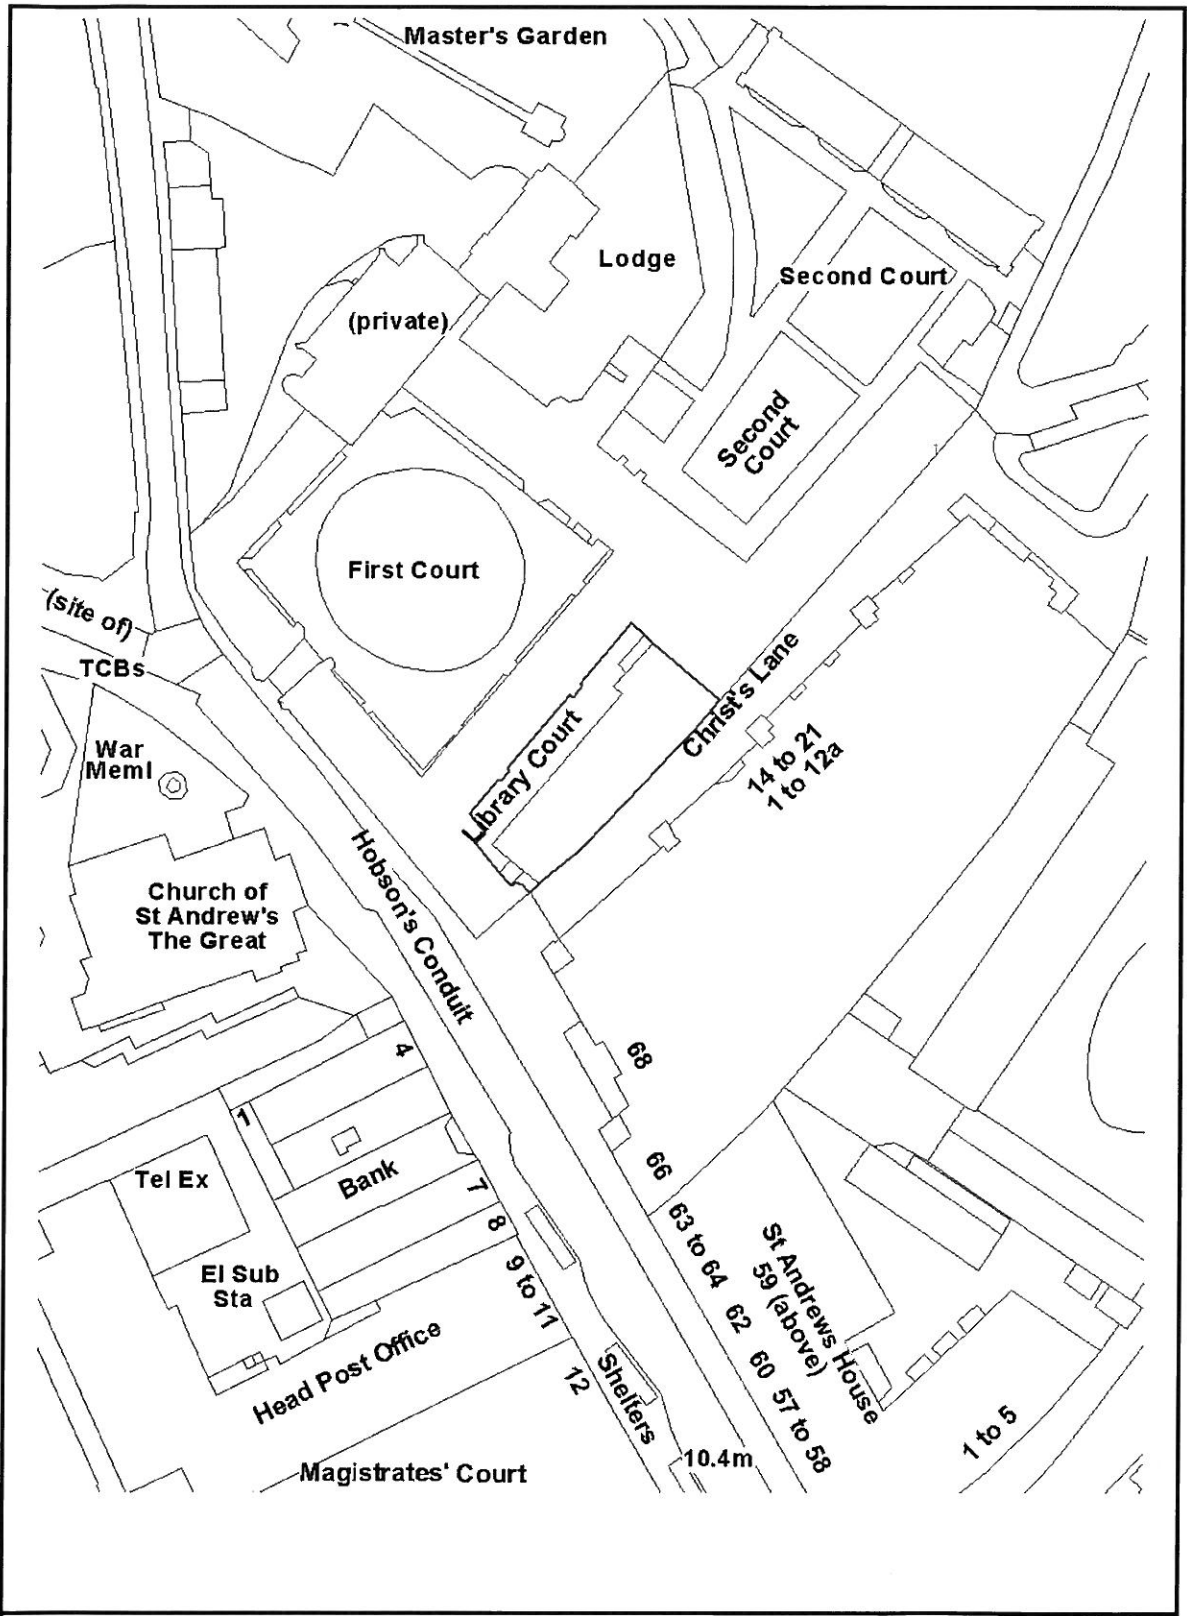 Master's Garden
Lodge
Second Court
(private)
Second
Court
First Court
(site of)
TCBs
War
Meml
Library Court
Christ's Lane
14 to 21
1 to 12a
Hobson's Conduit
Church of
St Andrew's
The Great
4
68
1
Bank
Tel Ex
7
66
8
63 to 64
9 to 11
El Sub
Sta
62
St Andrews House
59 (above)
Head Post Office
12
Shelters
60
57 to 58
1 to 5
10.4m
Magistrates' Court